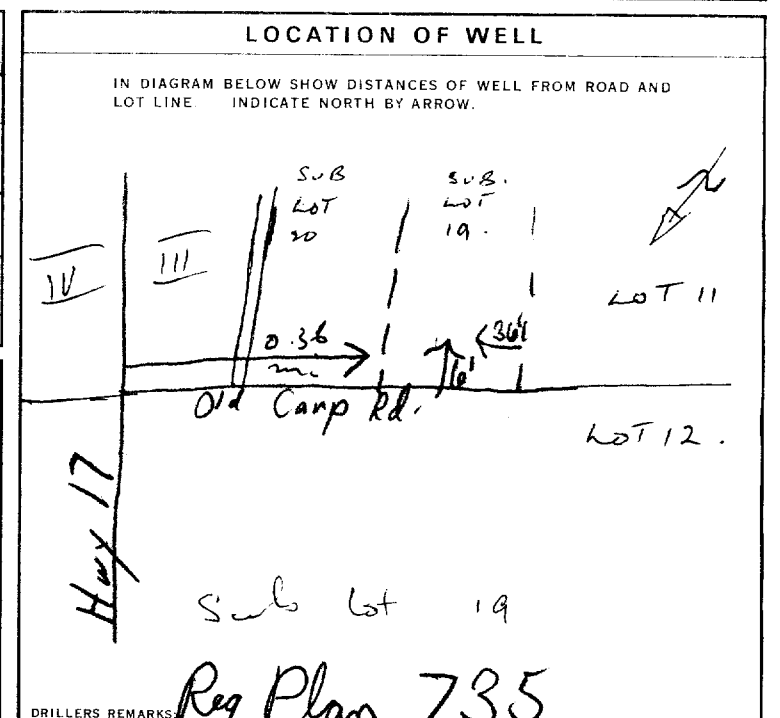 LOCATION OF WELL
IN DIAGRAM BELOW SHOW DISTANCES OF WELL FROM ROAD AND
LOT LINE. INDICATE NORTH BY ARROW.
SUB
LOT
20
SUB.
LOT
19.
N
IV
III
LOT 11
0.36
mi
36'
16'
Old Carp Rd.
LOT 12.
Hwy 17
Sub lot 19
DRILLERS REMARKS: Reg Plan 735